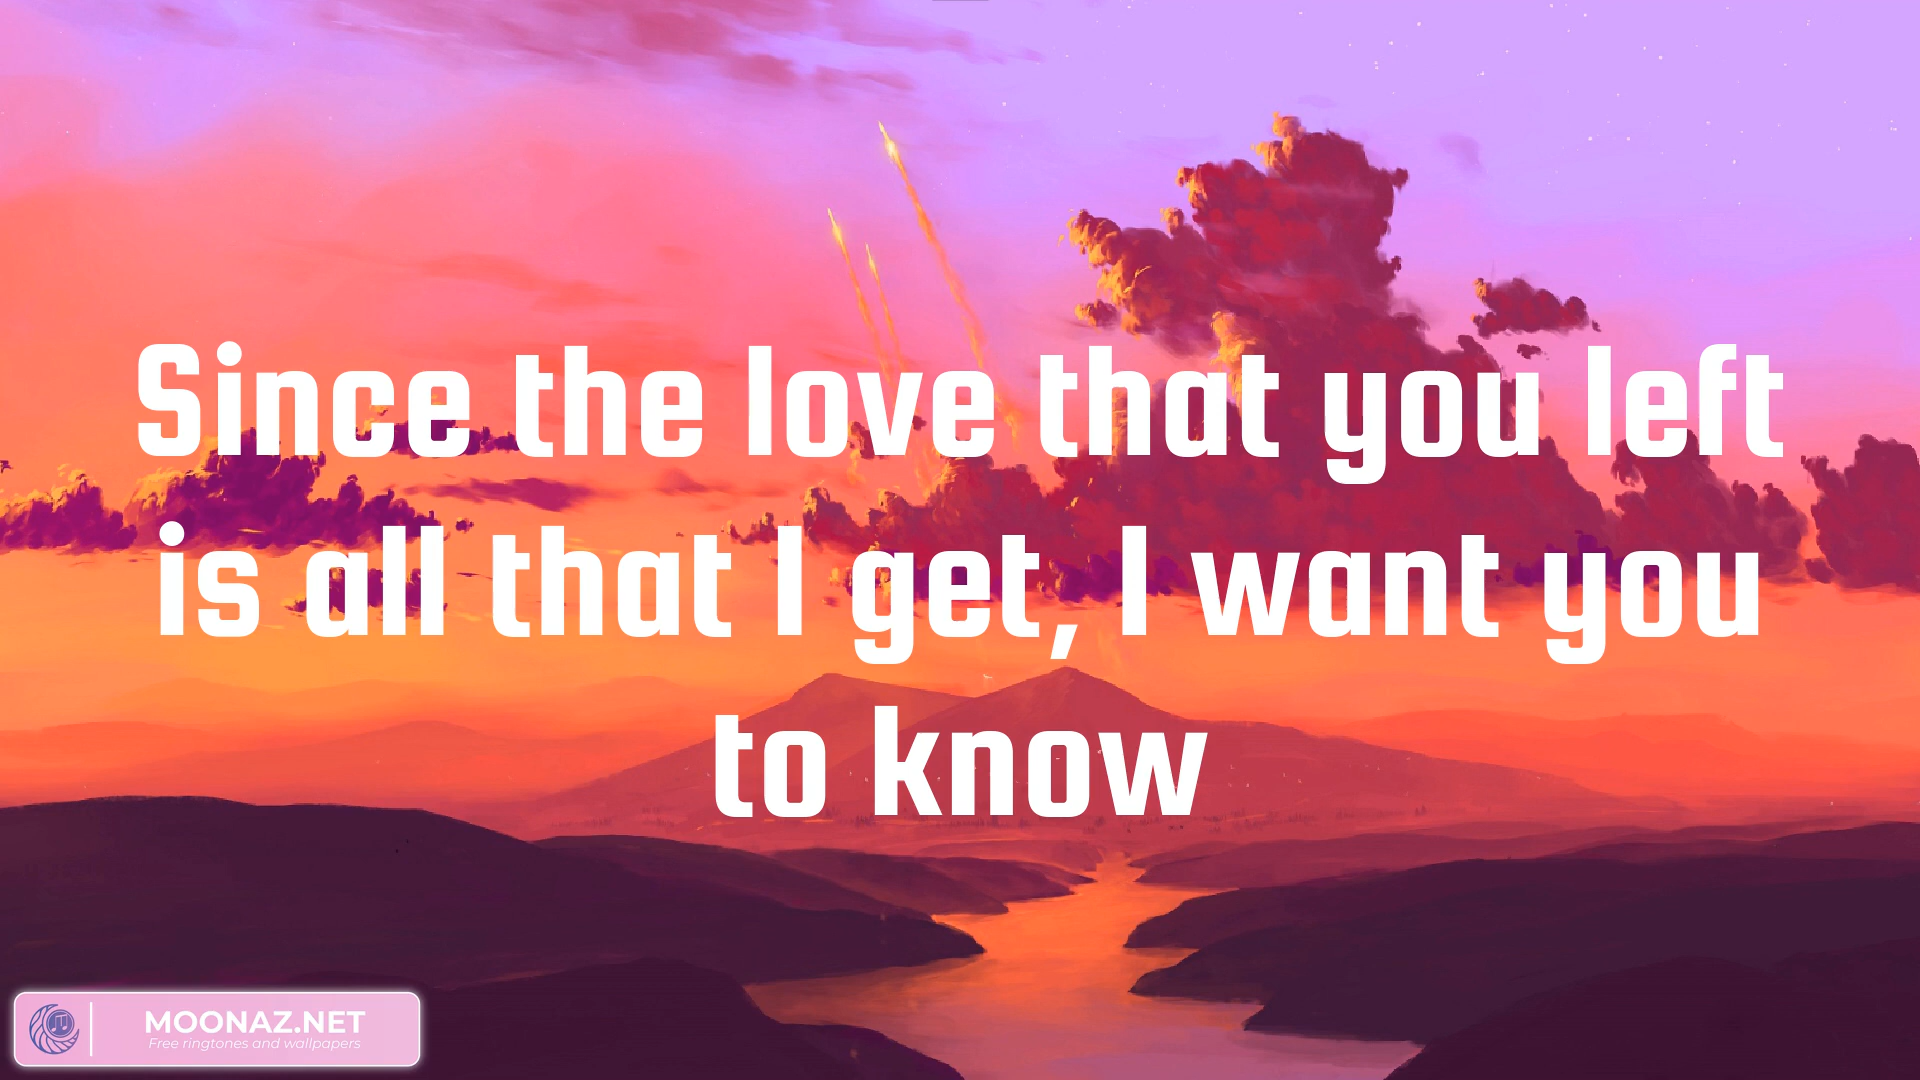 Since the love that you left
is all that I get, I want you
to know
MOONAZ.NET
Free ringtones and wallpapers